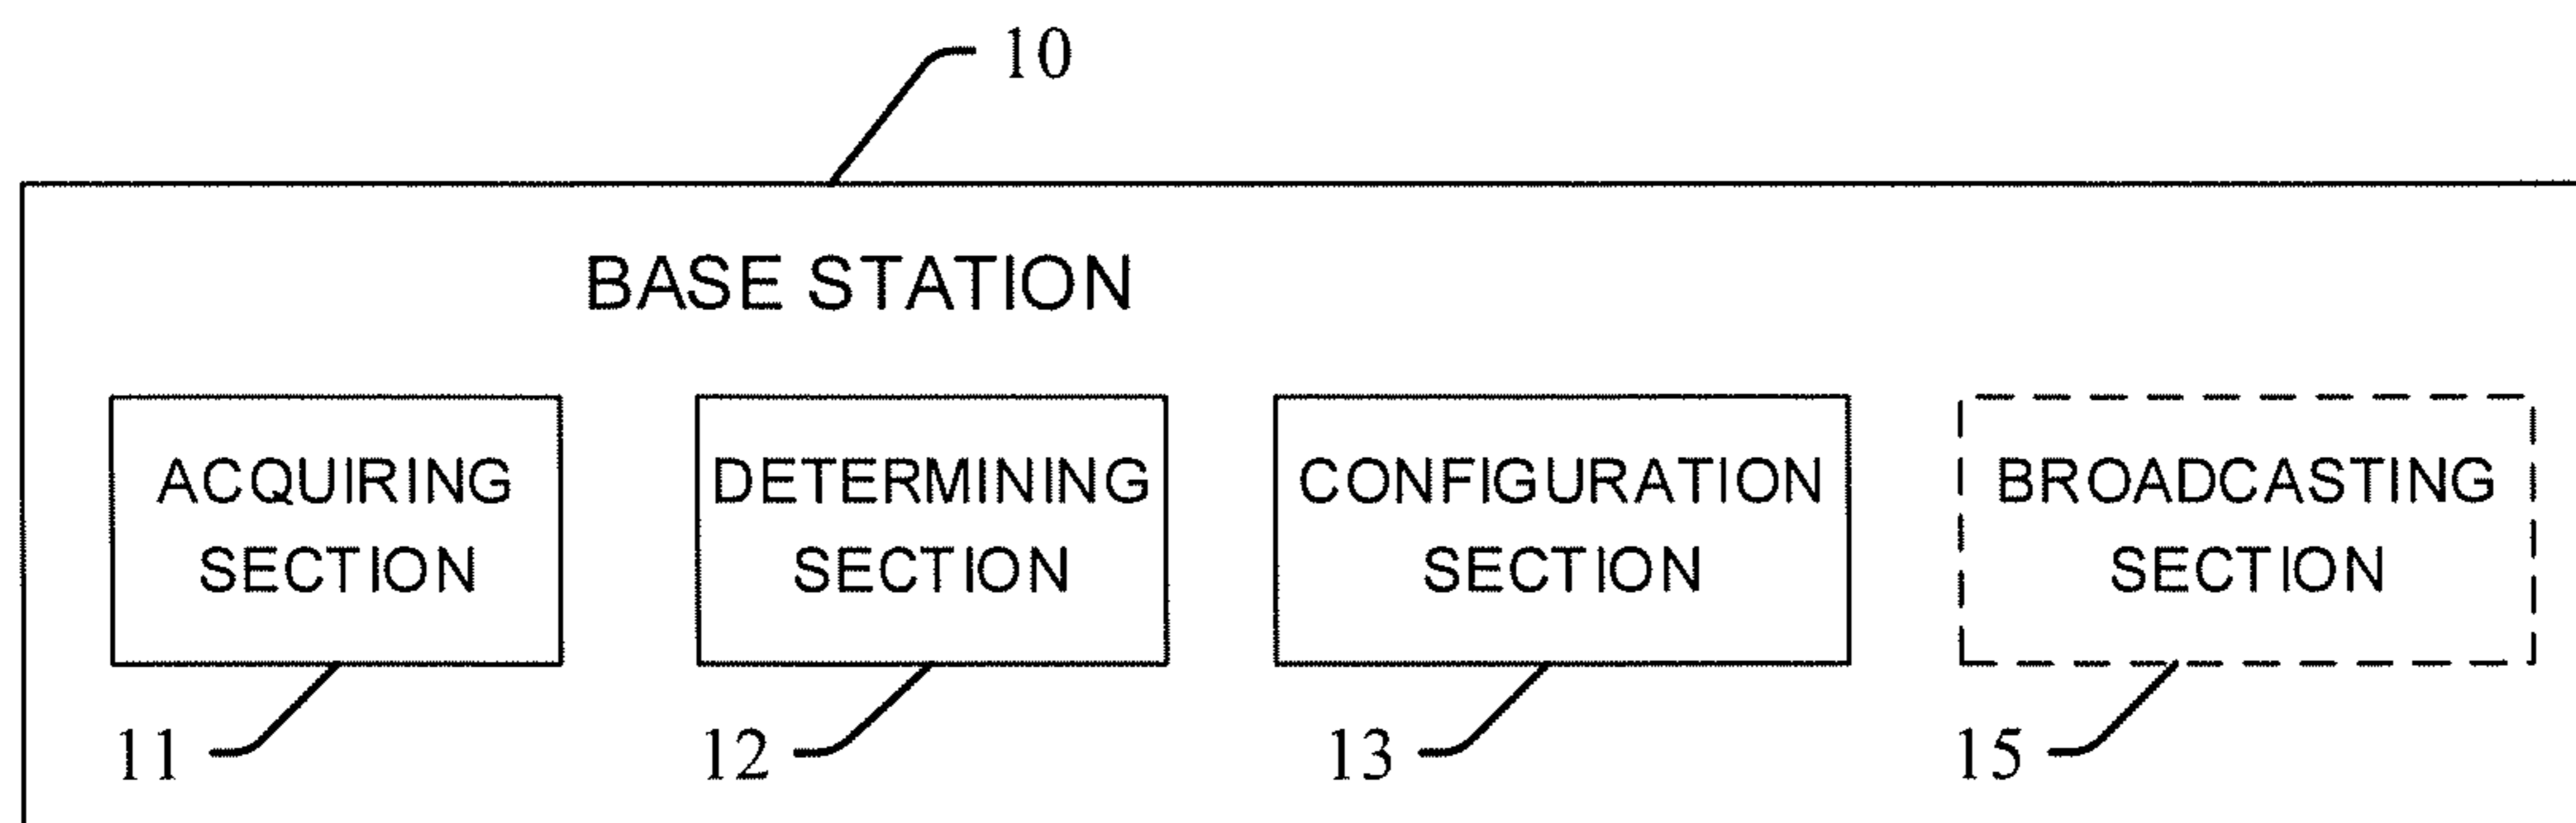 10
BASE STATION
ACQUIRING
SECTION
DETERMINING
SECTION
CONFIGURATION
SECTION
BROADCASTING
SECTION
11
12
13
15